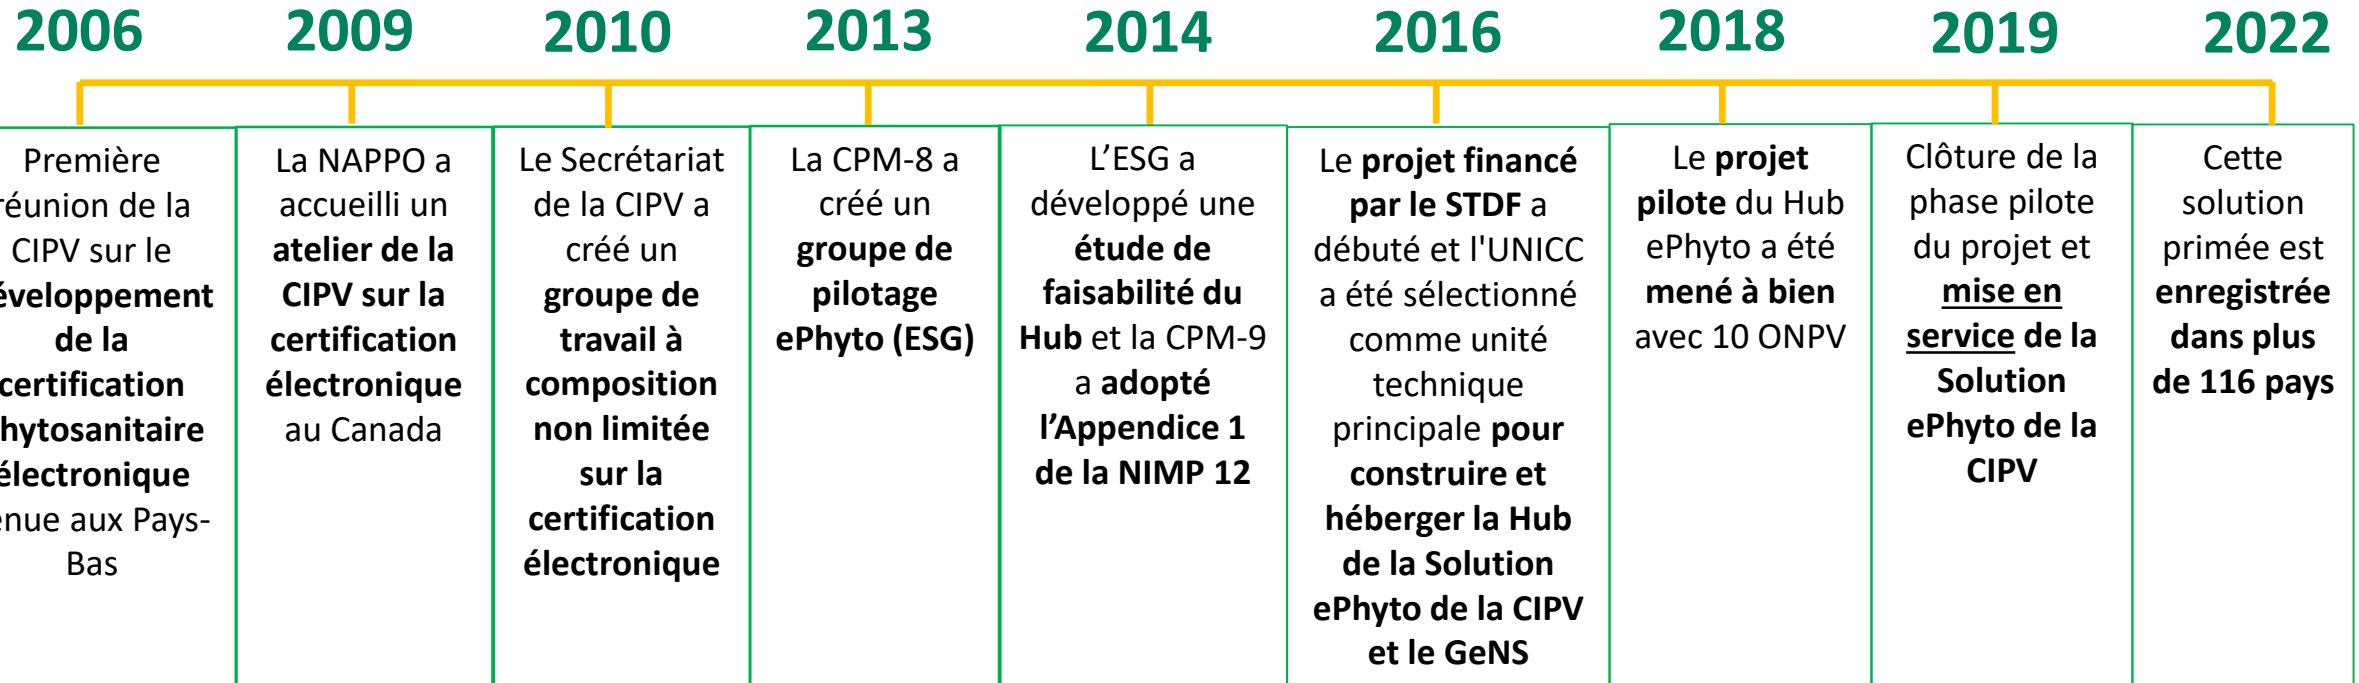 2006
2009
2010
2013
2014
2016
2018
2019
2022
Première
réunion de la
CIPV sur le
développement
de la
certification
phytosanitaire
électronique
tenue aux Pays-
Bas
La NAPPO a
accueilli un
atelier de la
CIPV sur la
certification
électronique
au Canada
Le Secrétariat
de la CIPV a
créé un
groupe de
travail à
composition
non limitée
sur la
certification
électronique
La CPM-8 a
créé un
groupe de
pilotage
ePhyto (ESG)
L’ESG a
développé une
étude de
faisabilité du
Hub et la CPM-9
a adopté
l’Appendice 1
de la NIMP 12
Le projet financé
par le STDF a
débuté et l'UNICC
a été sélectionné
comme unité
technique
principale pour
construire et
héberger la Hub
de la Solution
ePhyto de la CIPV
et le GeNS
Le projet
pilote du Hub
ePhyto a été
mené à bien
avec 10 ONPV
Clôture de la
phase pilote
du projet et
mise en
service de la
Solution
ePhyto de la
CIPV
Cette
solution
primée est
enregistrée
dans plus
de 116 pays